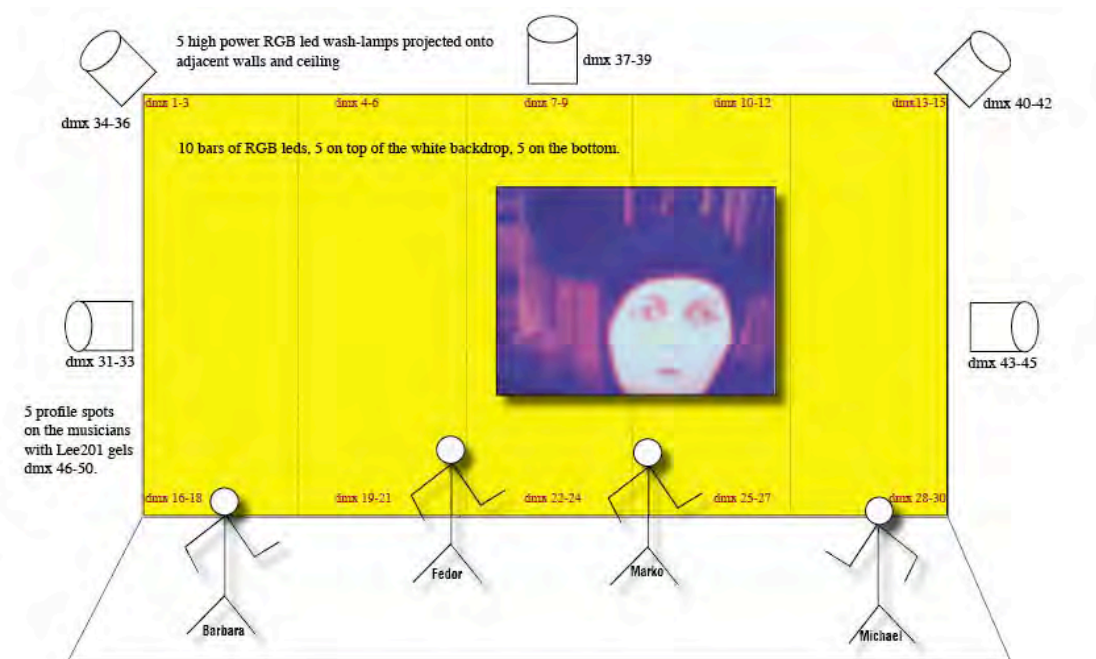 5 high power RGB led wash-lamps projected onto
adjacent walls and ceiling
dmx 37-39
dmx 34-36
dmx 40-42
dmx 1-3
dmx 4-6
dmx 7-9
dmx 10-12
dmx13-15
10 bars of RGB leds, 5 on top of the white backdrop, 5 on the bottom.
dmx 31-33
dmx 43-45
5 profile spots
on the musicians
with Lee201 gels
dmx 46-50.
dmx 16-18
dmx 19-21
dmx 22-24
dmx 25-27
dmx 28-30
Barbara
Fedor
Marko
Michael